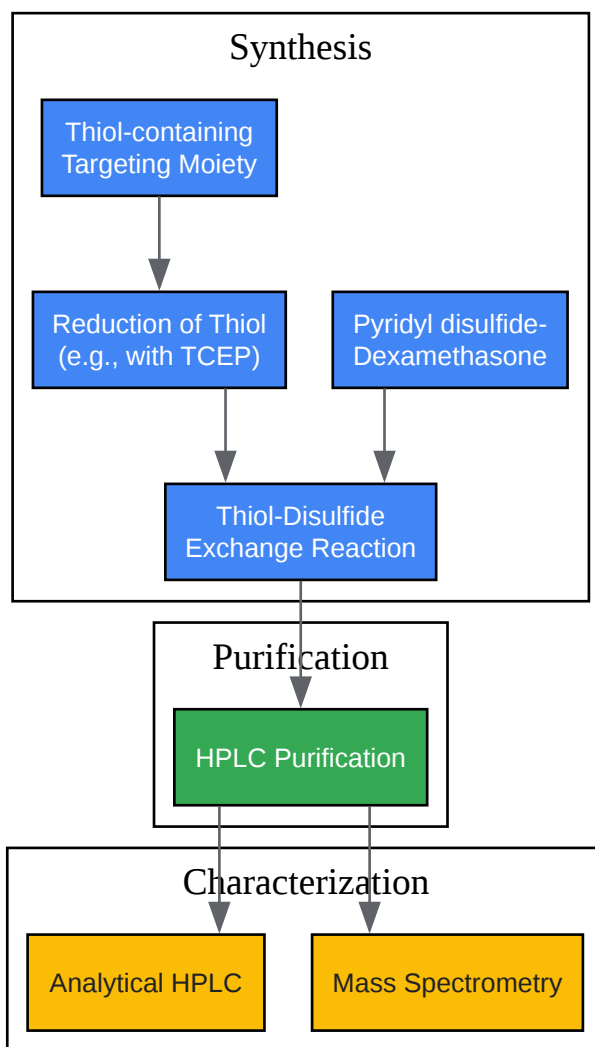 Synthesis
Thiol-containing
Targeting Moiety
Reduction of Thiol
(e.g., with TCEP)
Pyridyl disulfide-
Dexamethasone
Thiol-Disulfide
Exchange Reaction
Purification
HPLC Purification
Characterization
Analytical HPLC
Mass Spectrometry